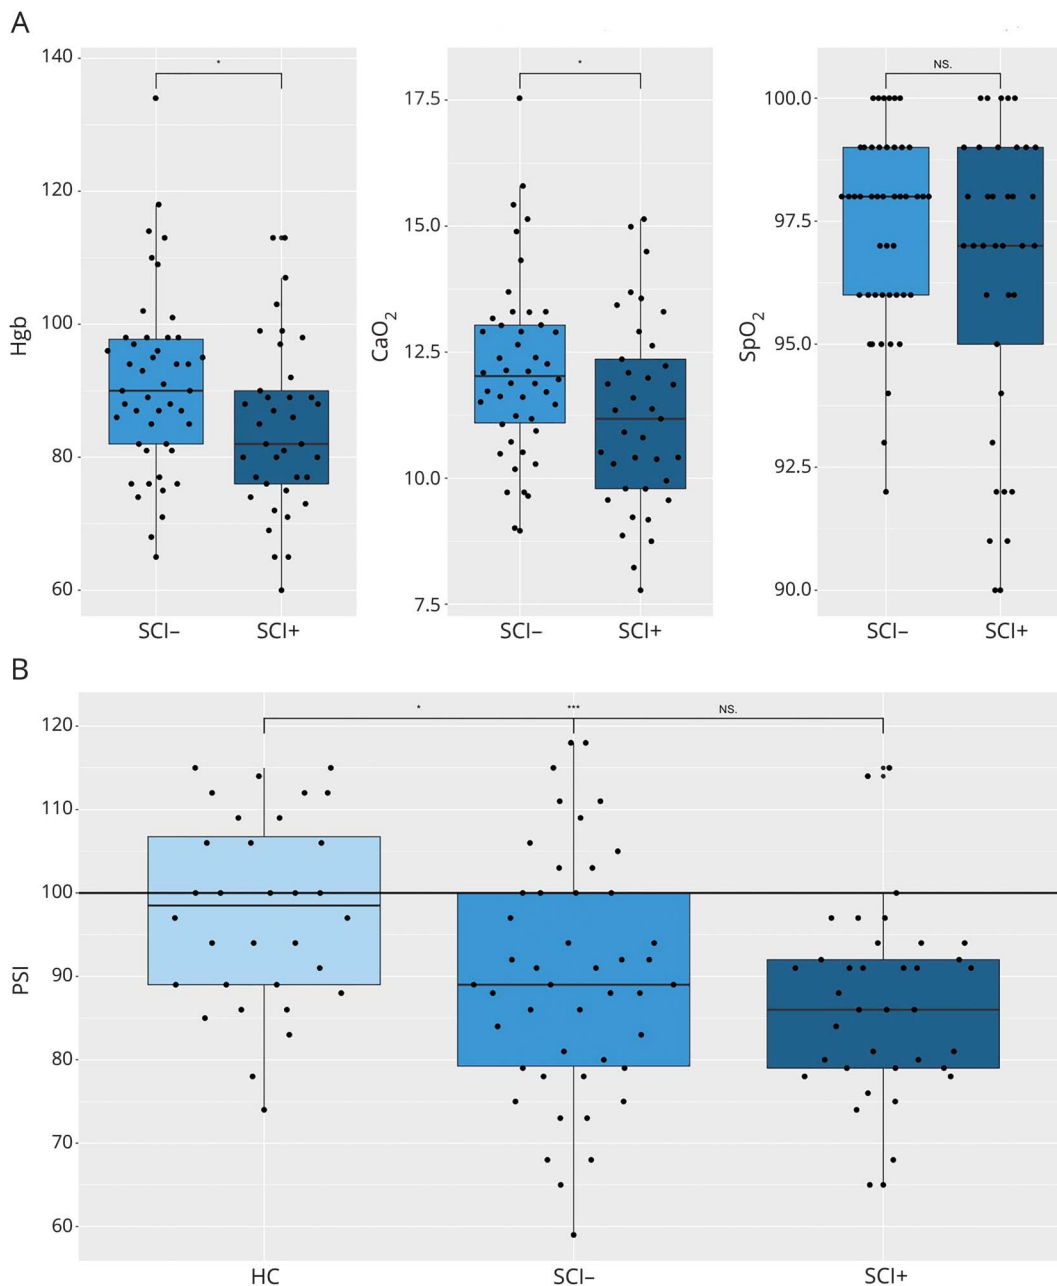 A
Hgb
140
120
100
80
60
*
SCI–
SCI+
CaO2
17.5
15.0
12.5
10.0
7.5
*
SCI–
SCI+
SpO2
100.0
97.5
95.0
92.5
90.0
NS.
SCI–
SCI+
B
PSI
120
110
100
90
80
70
60
*
***
NS.
HC
SCI–
SCI+